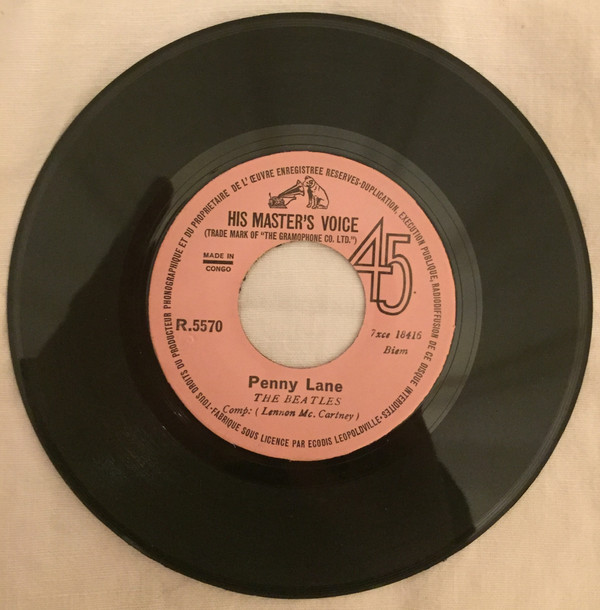 TOUS DROITS DU PRODUCTEUR PHONOGRAPHIQUE ET DU PROPRIETAIRE DE L'ŒUVRE ENREGISTREE RESERVES-DUPLICATION, EXECUTION PUBLIQUE, RADIODIFFUSION DE CE DISQUE INTERDITES.
HIS MASTER'S VOICE
(TRADE MARK OF "THE GRAMOPHONE CO. LTD.")
45
MADE IN
CONGO
R.5570
7xce 18416
Biem
Penny Lane
THE BEATLES
Comp: ( Lennon Mc. Cartney )
FABRIQUE SOUS LICENCE PAR ECODIS LEOPOLDVILLE-